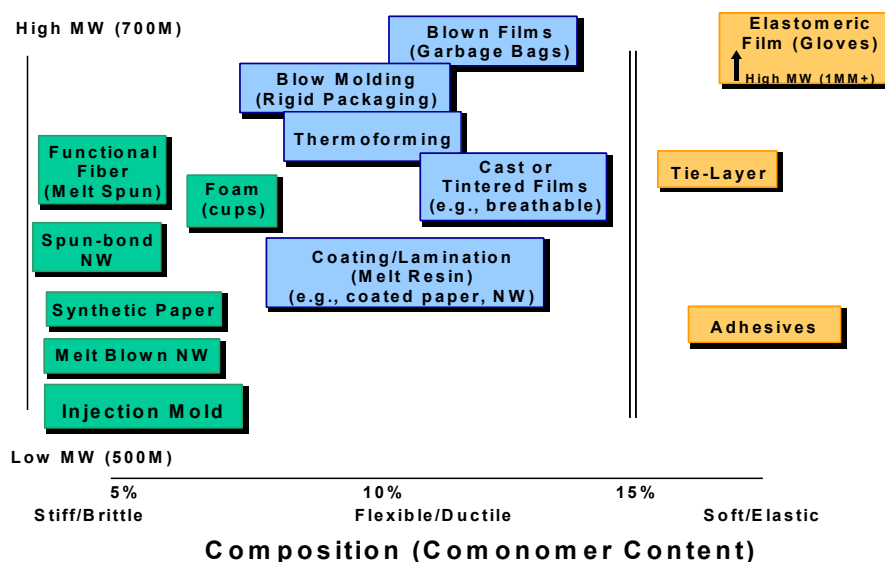 High MW (700M)
Blown Films
(Garbage Bags)
Elastomeric
Film (Gloves)
High MW (1MM+)
Blow Molding
(Rigid Packaging)
Thermoforming
Functional
Fiber
(Melt Spun)
Foam
(cups)
Cast or
Tintered Films
(e.g., breathable)
Tie-Layer
Spun-bond
NW
Coating/Lamination
(Melt Resin)
(e.g., coated paper, NW)
Synthetic Paper
Adhesives
Melt Blown NW
Injection Mold
Low MW (500M)
5%
10%
15%
Stiff/Brittle
Flexible/Ductile
Soft/Elastic
Composition (Comonomer Content)